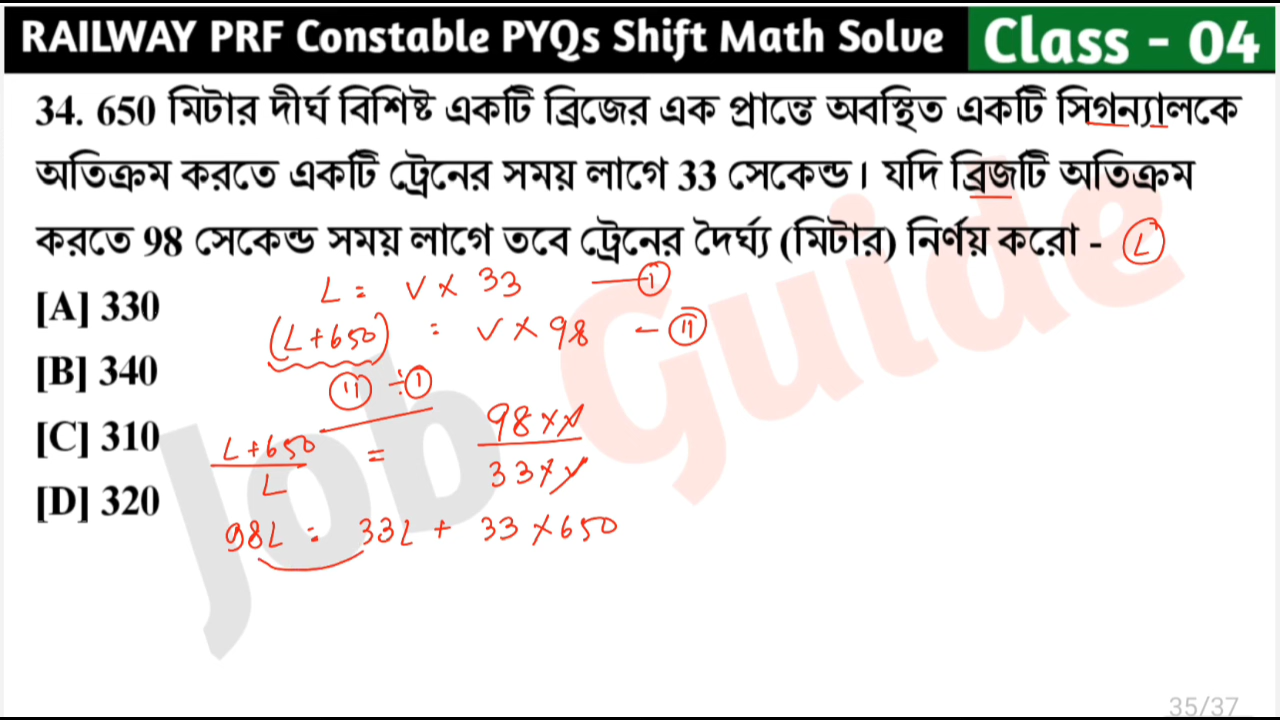 RAILWAY PRF Constable PYQs Shift Math Solve Class - 04
34. 650 মিটার দীর্ঘ বিশিষ্ট একটি ব্রিজের এক প্রান্তে অবস্থিত একটি সিগন্যালকে
অতিক্রম করতে একটি ট্রেনের সময় লাগে 33 সেকেন্ড। যদি ব্রিজটি অতিক্রম
করতে 98 সেকেন্ড সময় লাগে তবে ট্রেনের দৈর্ঘ্য (মিটার) নির্ণয় করো - L
L = V × 33 — I
[A] 330
(L + 650) = V × 98 - II
[B] 340
II ÷ I
[C] 310
L + 650 / L = 98 × V / 33 × V
[D] 320
98L = 33L + 33 × 650
Job Guide
35/37